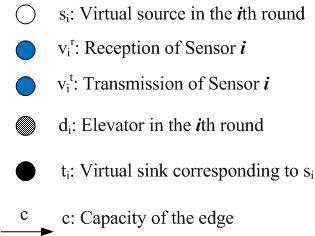 sᵢ: Virtual source in the ith round
vᵢʳ: Reception of Sensor i
vᵢᵗ: Transmission of Sensor i
dᵢ: Elevator in the ith round
tᵢ: Virtual sink corresponding to sᵢ
c c: Capacity of the edge